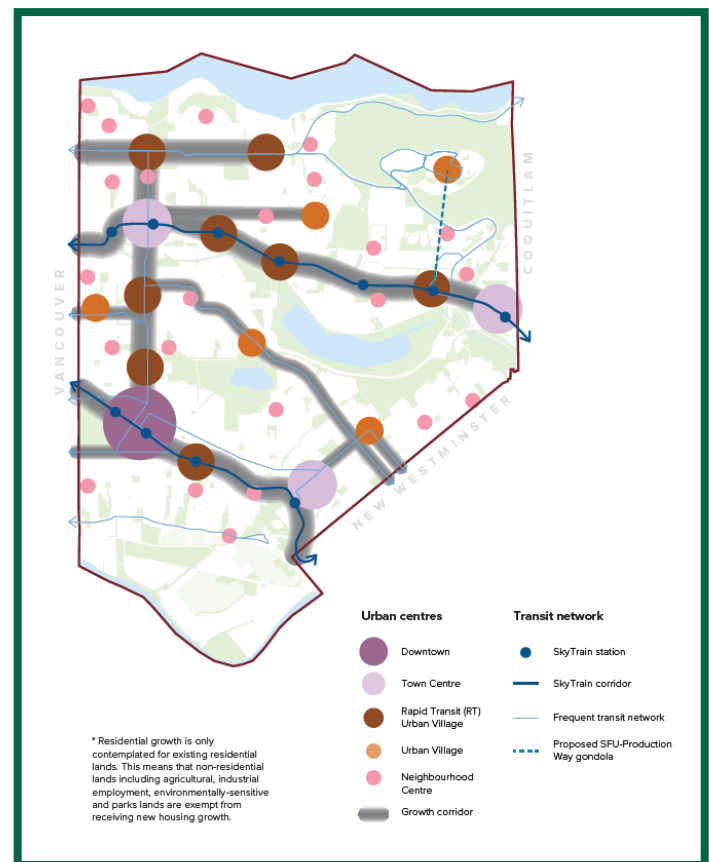 COQUITLAM
VANCOUVER
NEW WESTMINSTER
Urban centres
Downtown
Town Centre
Rapid Transit (RT)
Urban Village
Urban Village
Neighbourhood
Centre
Growth corridor
Transit network
SkyTrain station
SkyTrain corridor
Frequent transit network
Proposed SFU-Production
Way gondola
* Residential growth is only
contemplated for existing residential
lands. This means that non-residential
lands including agricultural, industrial
employment, environmentally-sensitive
and parks lands are exempt from
receiving new housing growth.